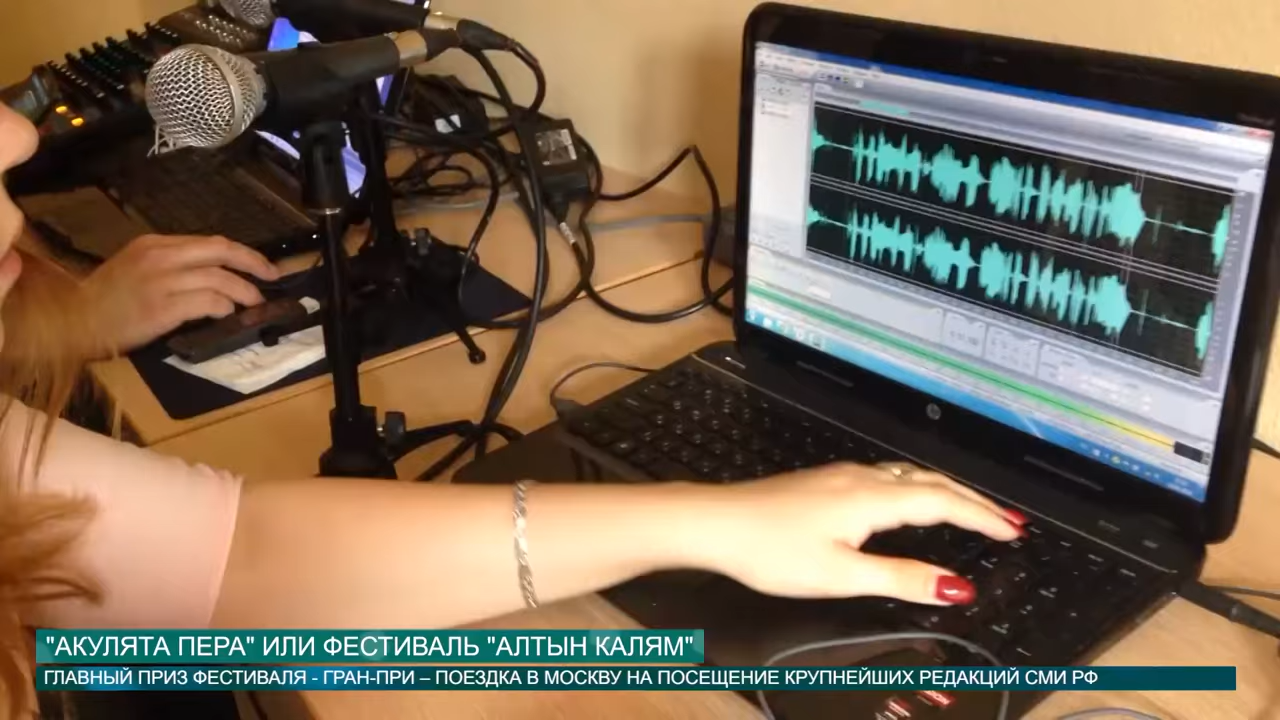 "АКУЛЯТА ПЕРА" ИЛИ ФЕСТИВАЛЬ "АЛТЫН КАЛЯМ"
ГЛАВНЫЙ ПРИЗ ФЕСТИВАЛЯ - ГРАН-ПРИ – ПОЕЗДКА В МОСКВУ НА ПОСЕЩЕНИЕ КРУПНЕЙШИХ РЕДАКЦИЙ СМИ РФ
hp